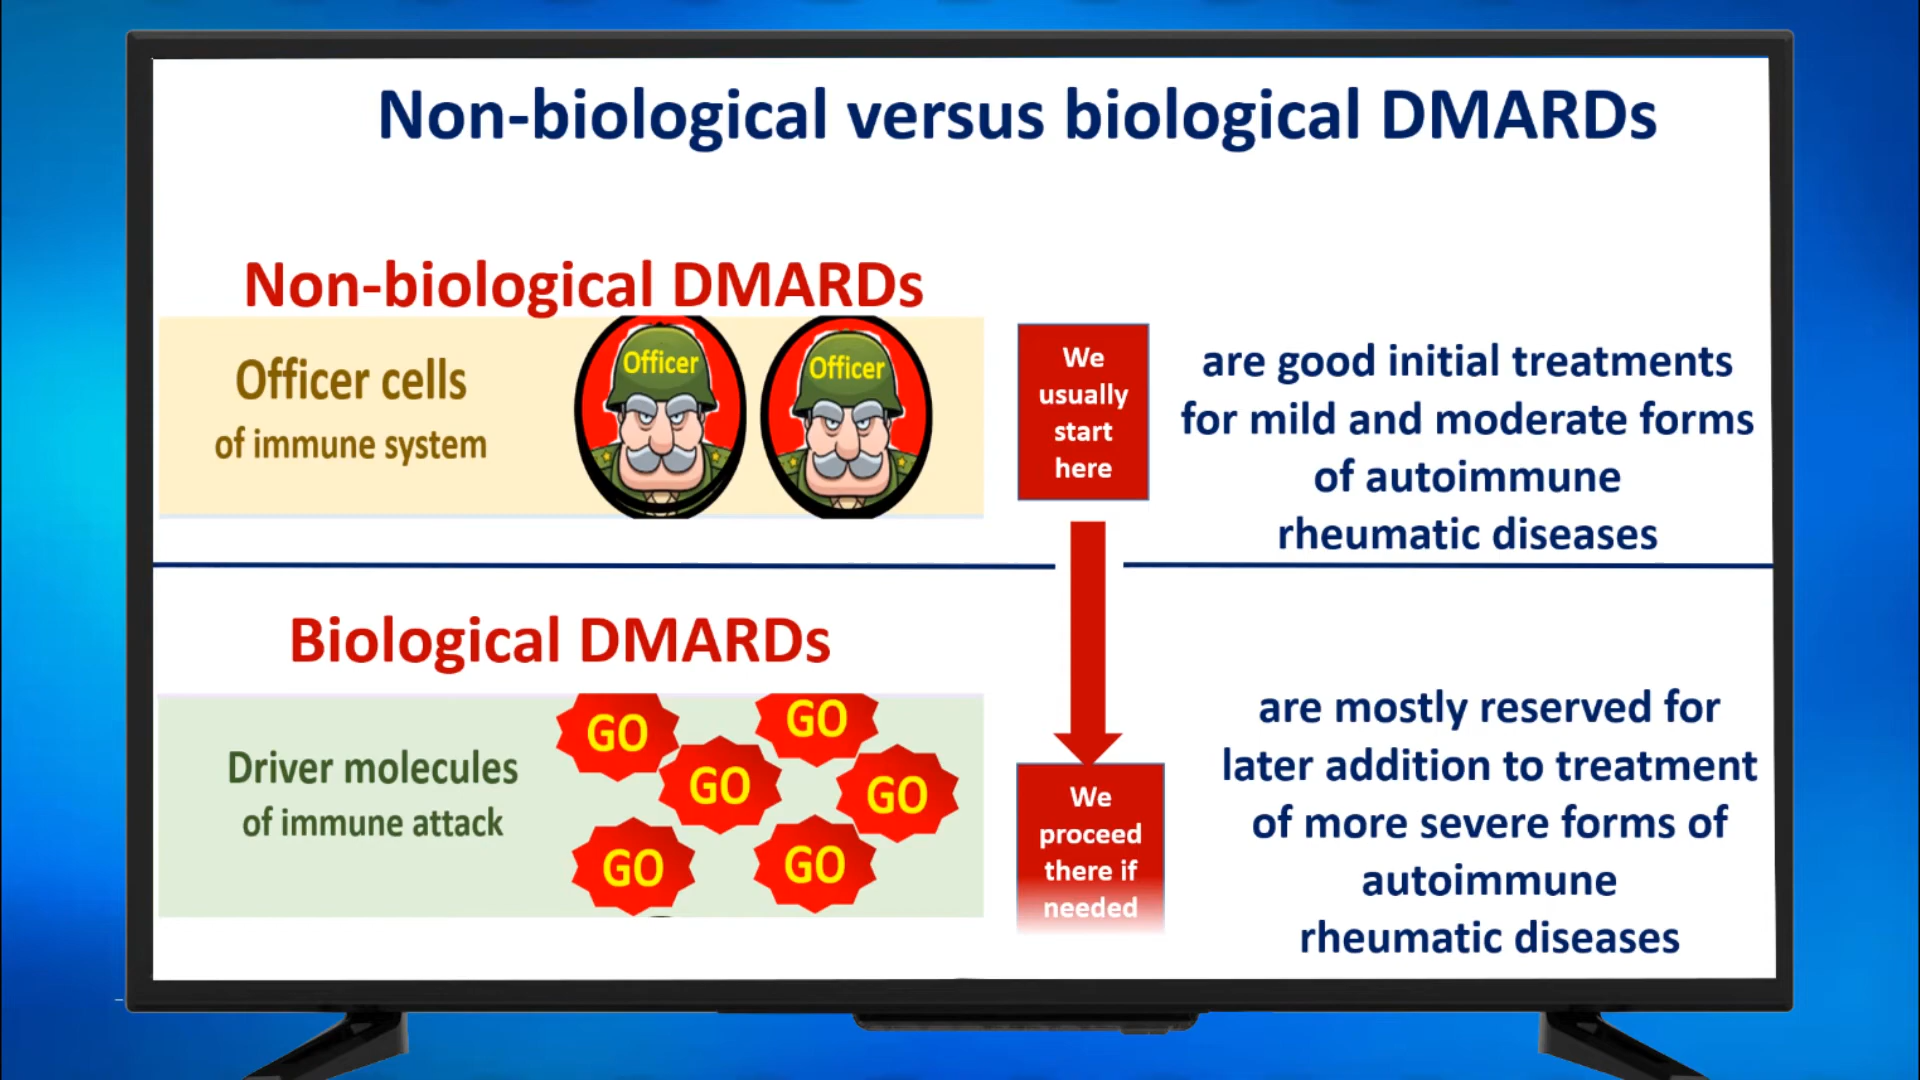 Non-biological versus biological DMARDs
Non-biological DMARDs
Officer cells
of immune system
Officer
Officer
We
usually
start
here
are good initial treatments
for mild and moderate forms
of autoimmune
rheumatic diseases
Biological DMARDs
Driver molecules
of immune attack
GO
GO
GO
GO
GO
GO
We
proceed
there if
needed
are mostly reserved for
later addition to treatment
of more severe forms of
autoimmune
rheumatic diseases